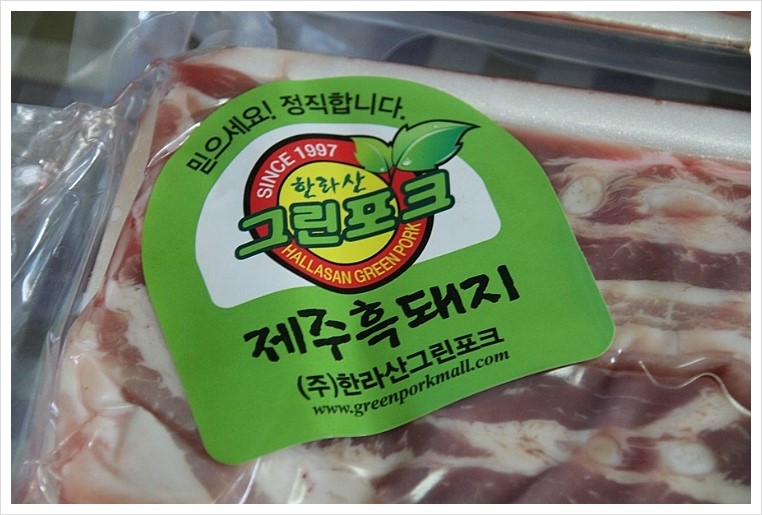 믿으세요! 정직합니다.
SINCE 1997
한라산
그린포크
HALLASAN GREEN PORK
제주흑돼지
(주)한라산그린포크
www.greenporkmall.com